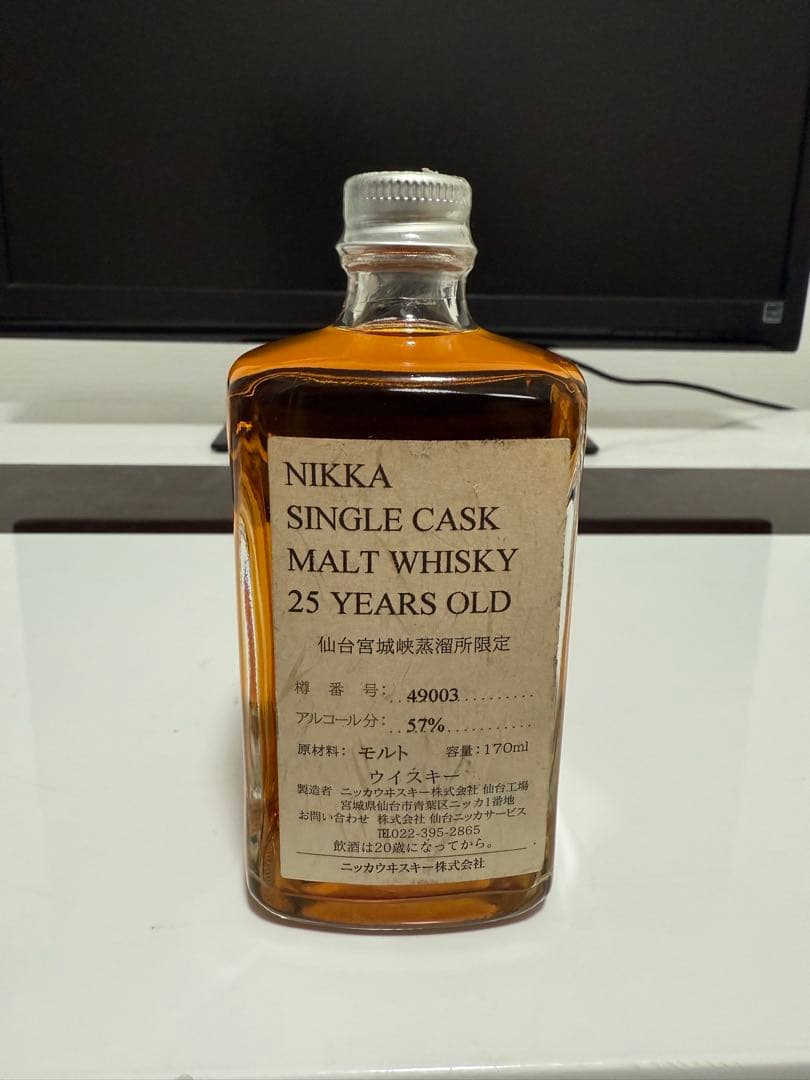 NIKKA
SINGLE CASK
MALT WHISKY
25 YEARS OLD
仙台宮城峡蒸溜所限定
樽番号: 49003
アルコール分: 57%
原材料: モルト 容量:170ml
ウイスキー
製造者 ニッカウヰスキー株式会社 仙台工場
宮城県仙台市青葉区ニッカ1番地
お問い合わせ 株式会社 仙台ニッカサービス
℡022-395-2865
飲酒は20歳になってから。
ニッカウヰスキー株式会社